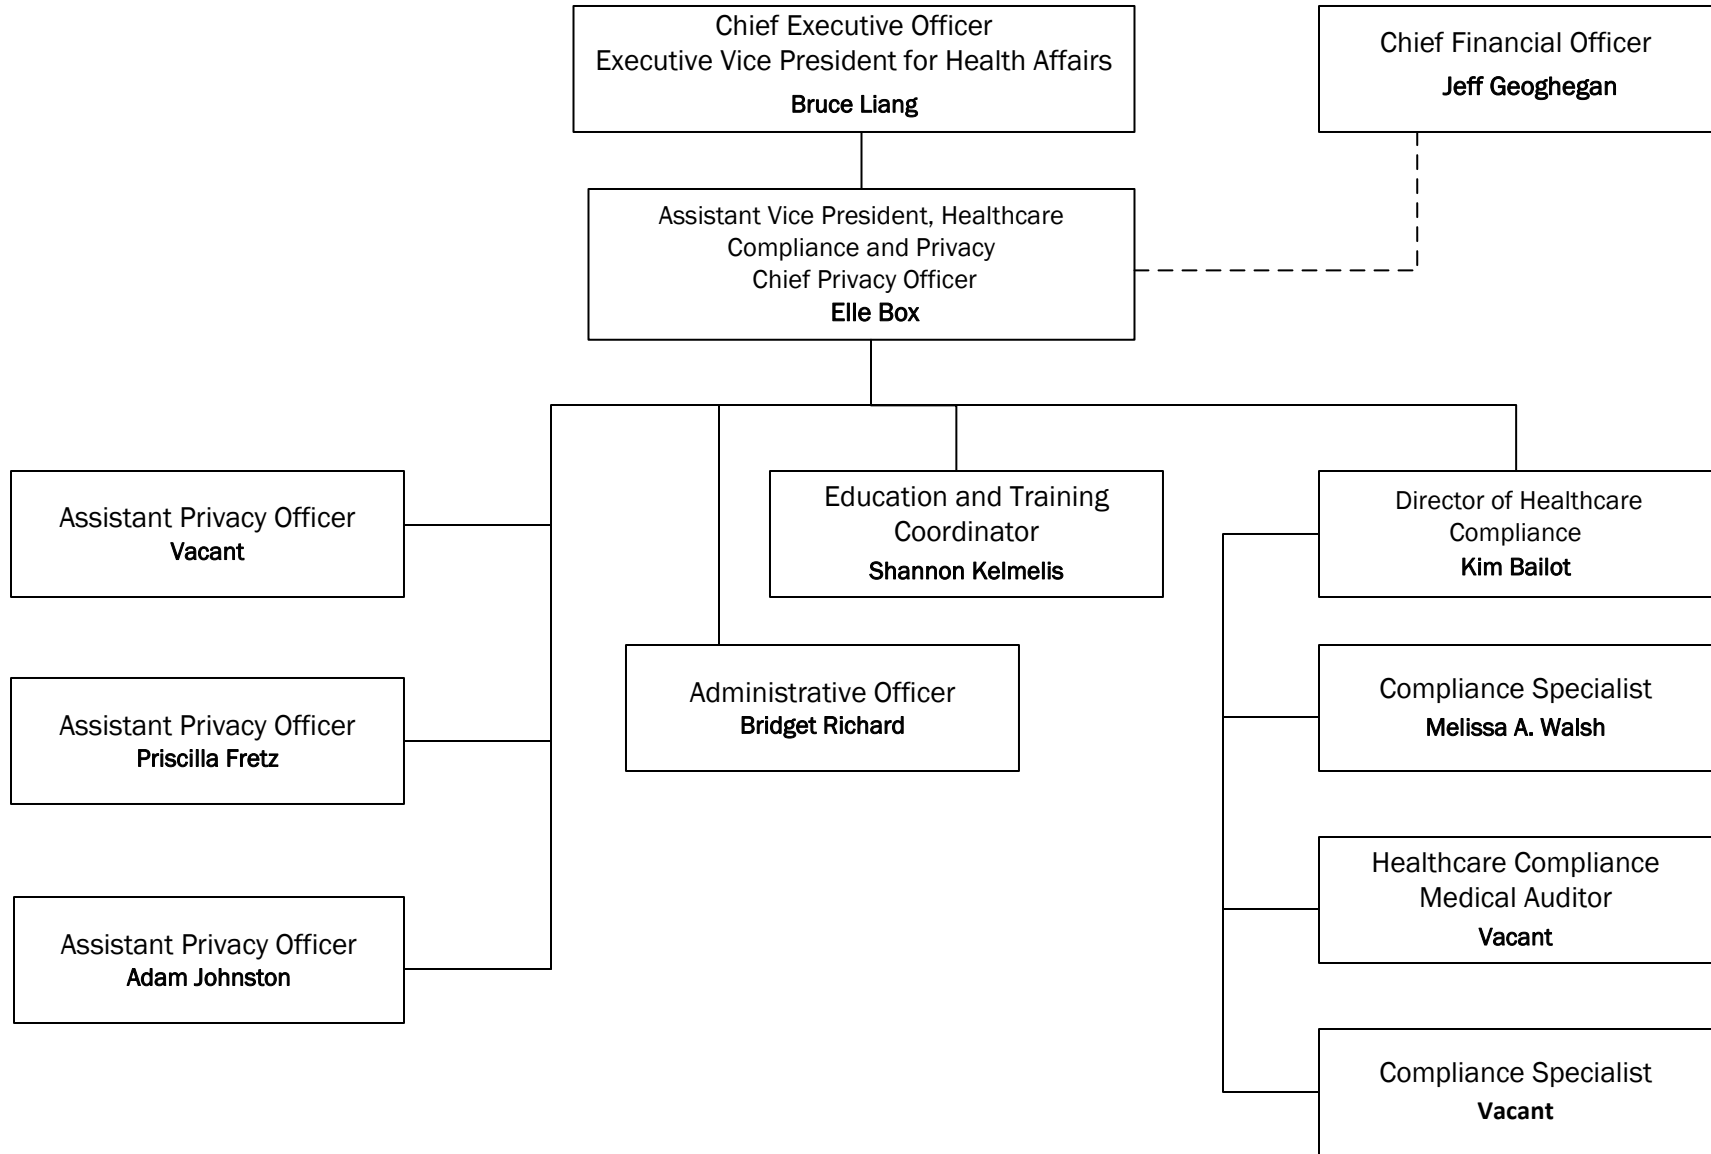 Chief Executive Officer
Executive Vice President for Health Affairs
Bruce Liang
Chief Financial Officer
Jeff Geoghegan
Assistant Vice President, Healthcare
Compliance and Privacy
Chief Privacy Officer
Elle Box
Assistant Privacy Officer
Vacant
Education and Training
Coordinator
Shannon Kelmelis
Director of Healthcare
Compliance
Kim Bailot
Assistant Privacy Officer
Priscilla Fretz
Administrative Officer
Bridget Richard
Compliance Specialist
Melissa A. Walsh
Assistant Privacy Officer
Adam Johnston
Healthcare Compliance
Medical Auditor
Vacant
Compliance Specialist
Vacant